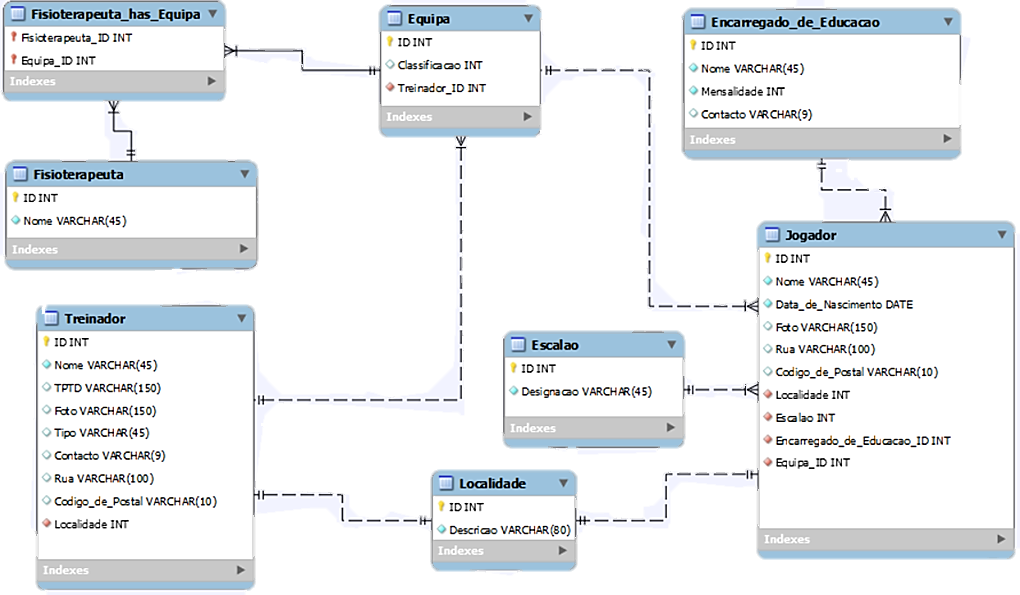 Fisioterapeuta_has_Equipa
Fisioterapeuta_ID INT
Equipa_ID INT
Indexes
Equipa
ID INT
Classificacao INT
Treinador_ID INT
Indexes
Encarregado_de_Educacao
ID INT
Nome VARCHAR(45)
Mensalidade INT
Contacto VARCHAR(9)
Indexes
Fisioterapeuta
ID INT
Nome VARCHAR(45)
Indexes
Jogador
ID INT
Nome VARCHAR(45)
Data_de_Nascimento DATE
Foto VARCHAR(150)
Rua VARCHAR(100)
Codigo_de_Postal VARCHAR(10)
Localidade INT
Escalao INT
Encarregado_de_Educacao_ID INT
Equipa_ID INT
Indexes
Treinador
ID INT
Nome VARCHAR(45)
TPTD VARCHAR(150)
Foto VARCHAR(150)
Tipo VARCHAR(45)
Contacto VARCHAR(9)
Rua VARCHAR(100)
Codigo_de_Postal VARCHAR(10)
Localidade INT
Indexes
Escalao
ID INT
Designacao VARCHAR(45)
Indexes
Localidade
ID INT
Descricao VARCHAR(80)
Indexes